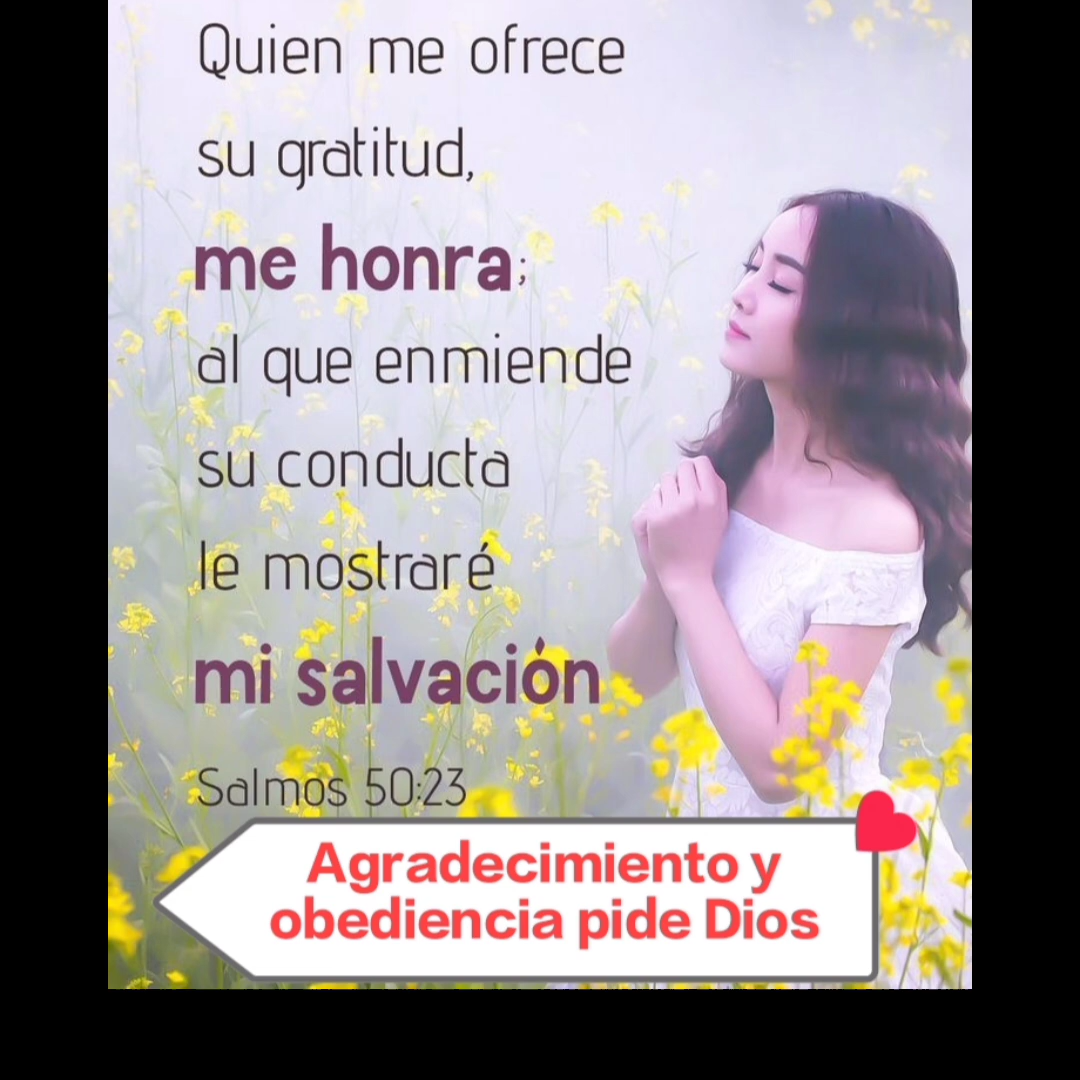 Quien me ofrece
su gratitud,
me honra;
al que enmiende
su conducta
le mostraré
mi salvación
Salmos 50:23
Agradecimiento y
obediencia pide Dios